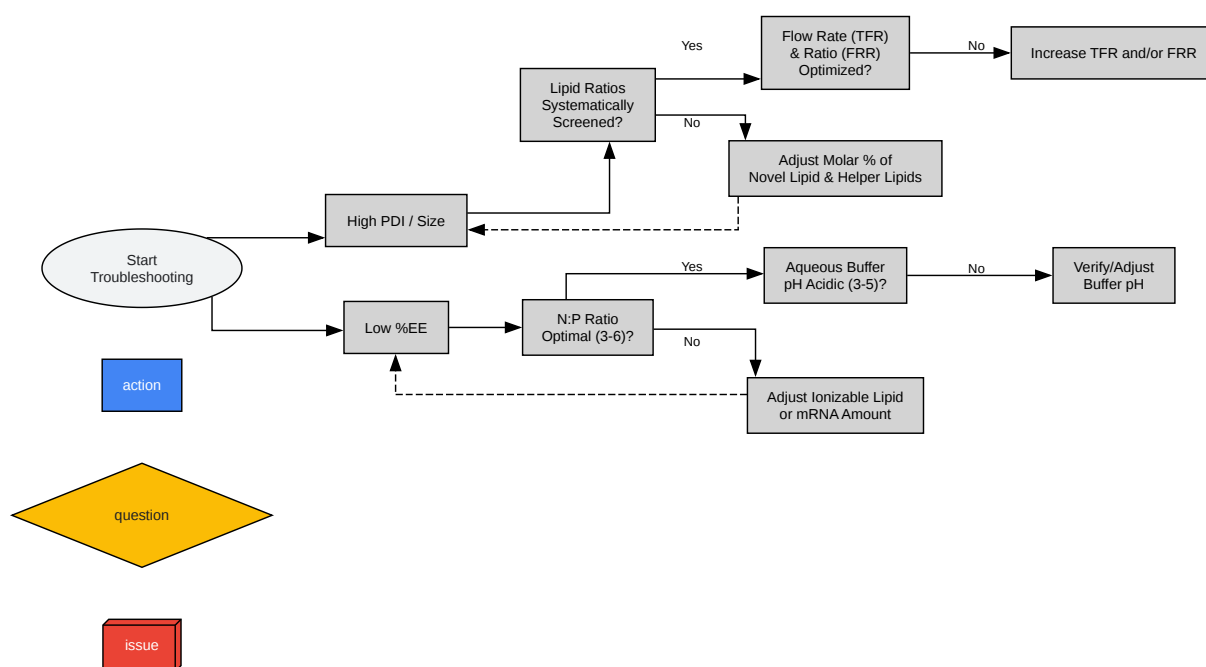 Flow Rate (TFR)
& Ratio (FRR)
Optimized?
Yes
No
Increase TFR and/or FRR
Lipid Ratios
Systematically
Screened?
No
Adjust Molar % of
Novel Lipid & Helper Lipids
High PDI / Size
Start
Troubleshooting
Yes
Aqueous Buffer
pH Acidic (3-5)?
No
Verify/Adjust
Buffer pH
Low %EE
N:P Ratio
Optimal (3-6)?
No
Adjust Ionizable Lipid
or mRNA Amount
action
question
issue